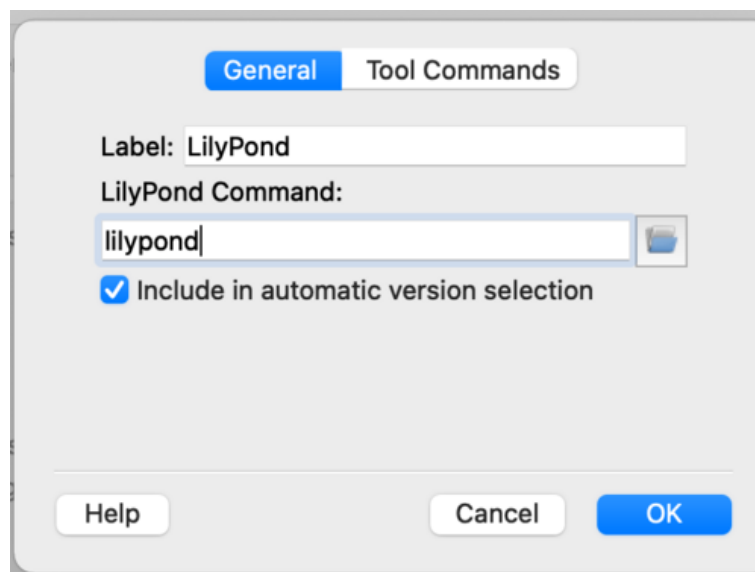 General Tool Commands
Label: LilyPond
LilyPond Command:
lilypond
Include in automatic version selection
Help Cancel OK